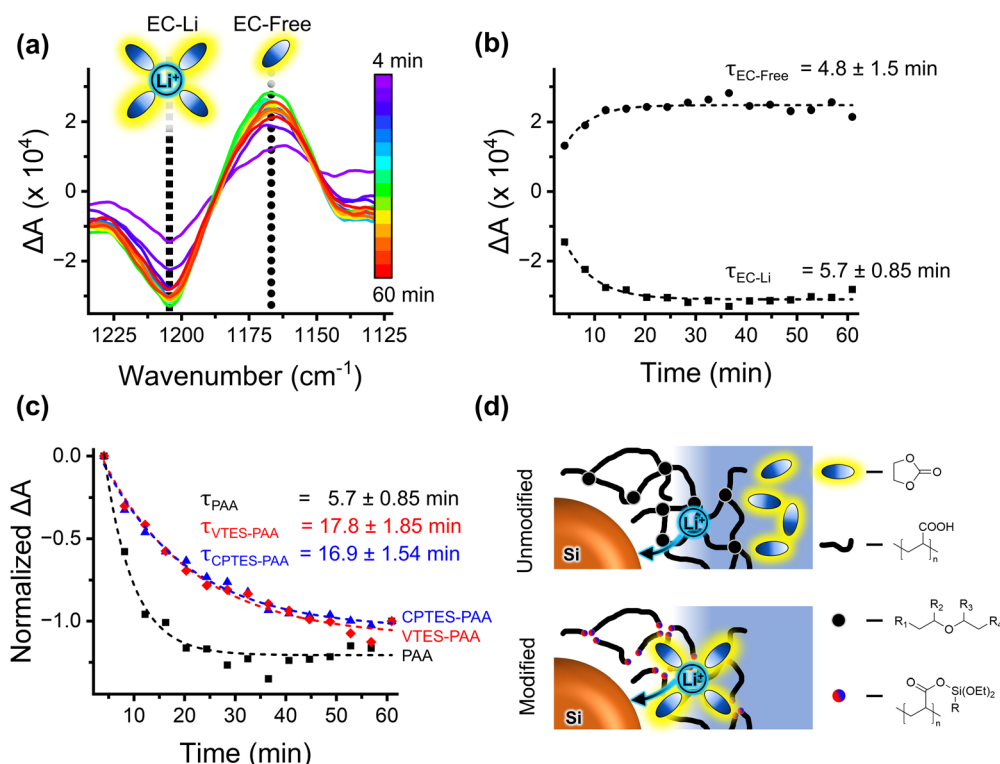 (a)
EC-Li EC-Free
Li⁺
4 min
60 min
2
0
−2
ΔA (x 10⁴)
1225 1200 1175 1150 1125
Wavenumber (cm⁻¹)
(b)
τEC-Free = 4.8 ± 1.5 min
τEC-Li = 5.7 ± 0.85 min
2
0
−2
ΔA (x 10⁴)
0 10 20 30 40 50 60
Time (min)
(c)
τPAA = 5.7 ± 0.85 min
τVTES-PAA = 17.8 ± 1.85 min
τCPTES-PAA = 16.9 ± 1.54 min
CPTES-PAA
VTES-PAA
PAA
0.0
−0.5
−1.0
Normalized ΔA
10 20 30 40 50 60
Time (min)
(d)
Unmodified
Si
Li⁺
Modified
Si
Li⁺
O
O
O
COOH
n
R₂ R₃
R₁ O R₄
O O
Si(OEt)₂
R
n